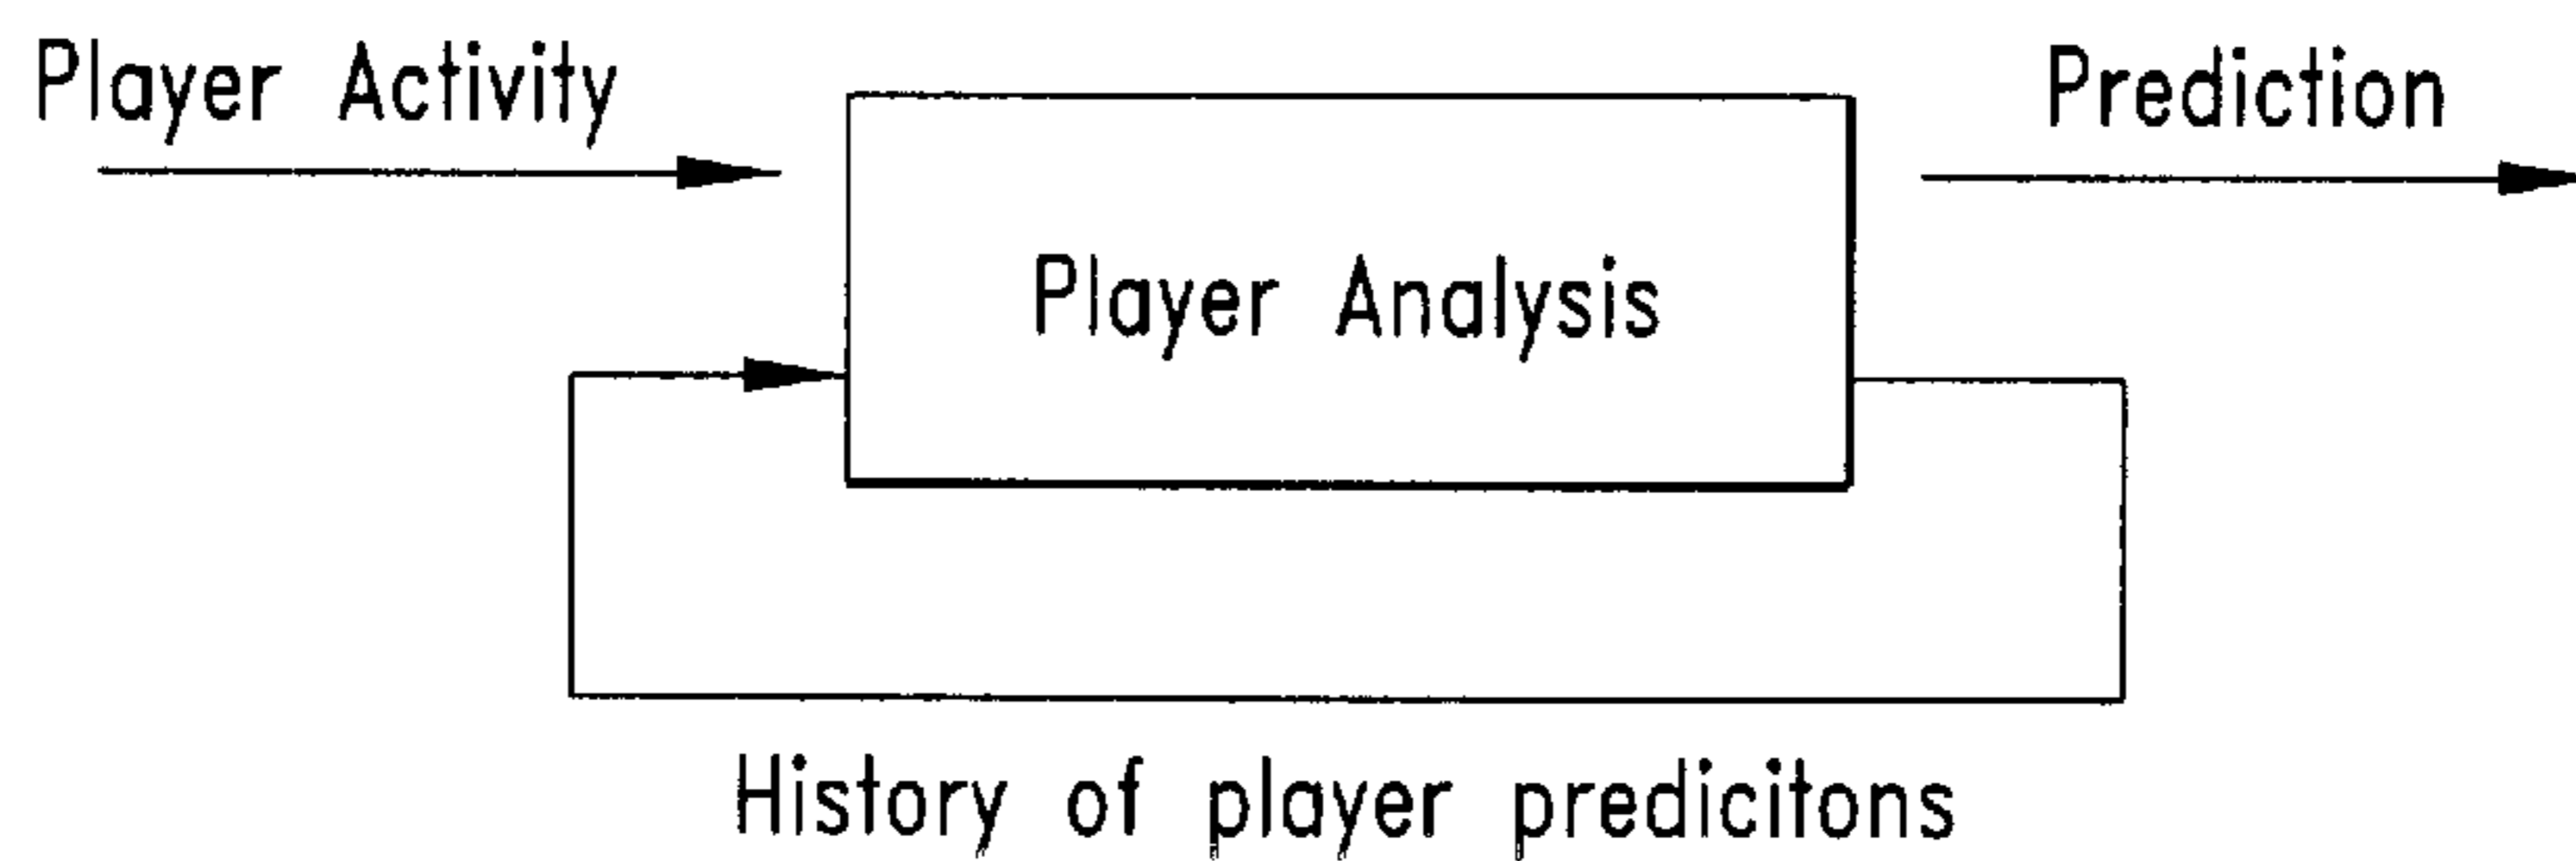 Player Activity
Prediction
Player Analysis
History of player predicitons